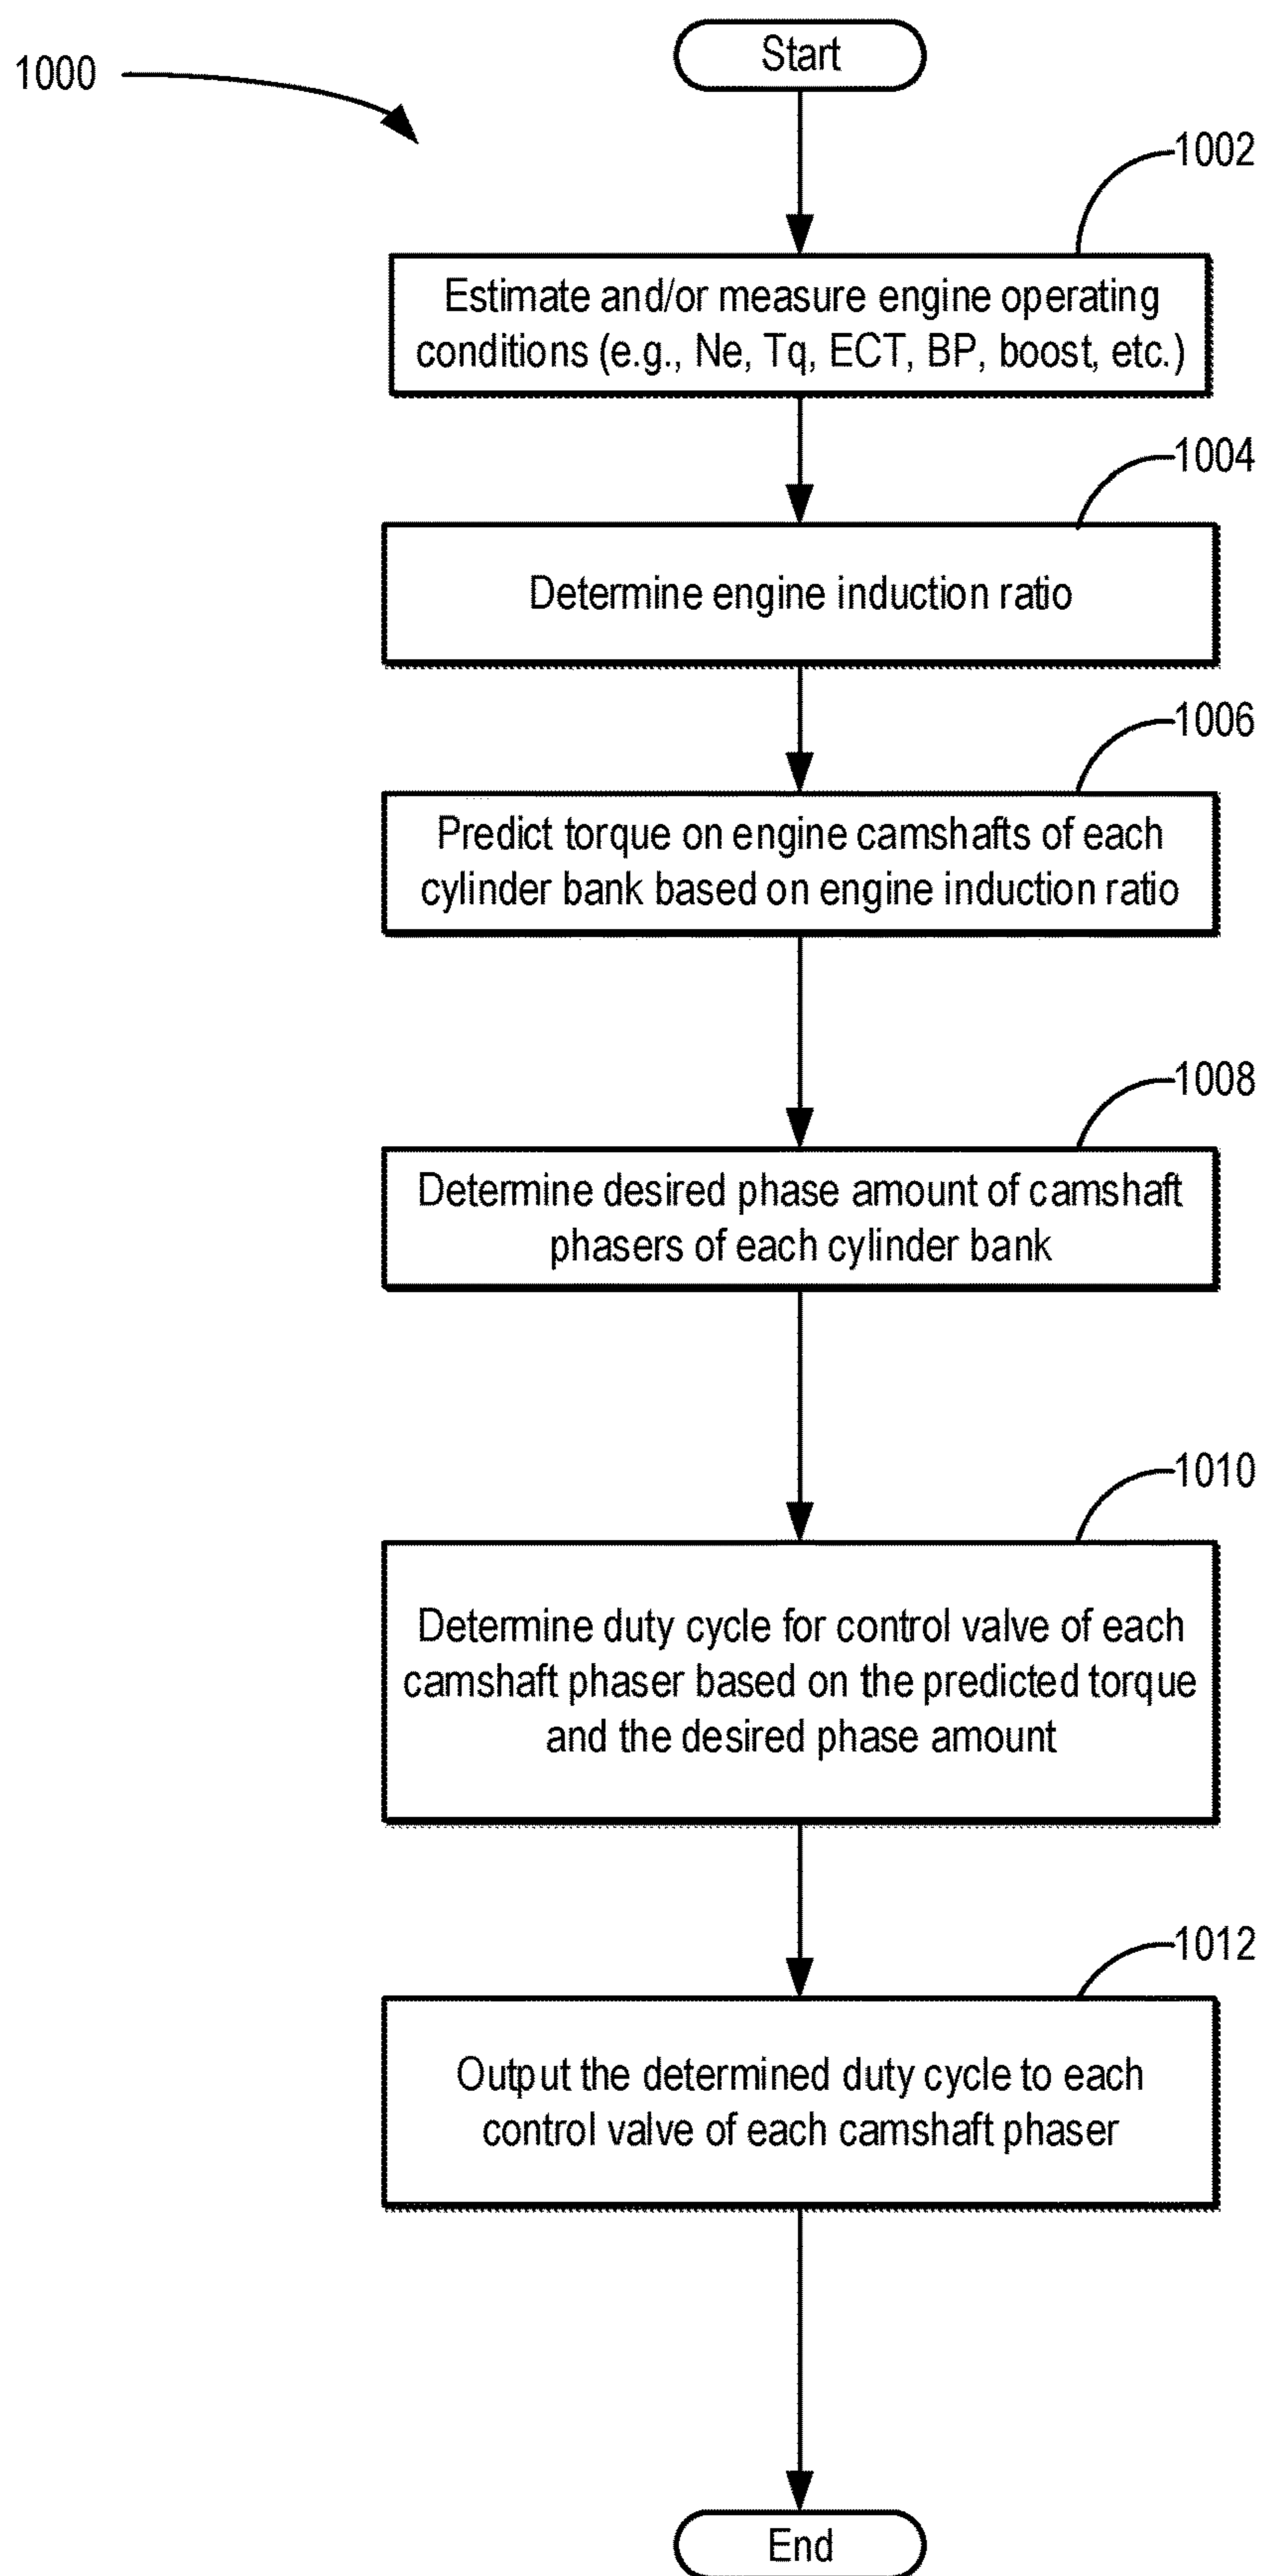 Start
1000
1002
Estimate and/or measure engine operating
conditions (e.g., Ne, Tq, ECT, BP, boost, etc.)
1004
Determine engine induction ratio
1006
Predict torque on engine camshafts of each
cylinder bank based on engine induction ratio
1008
Determine desired phase amount of camshaft
phasers of each cylinder bank
1010
Determine duty cycle for control valve of each
camshaft phaser based on the predicted torque
and the desired phase amount
1012
Output the determined duty cycle to each
control valve of each camshaft phaser
End